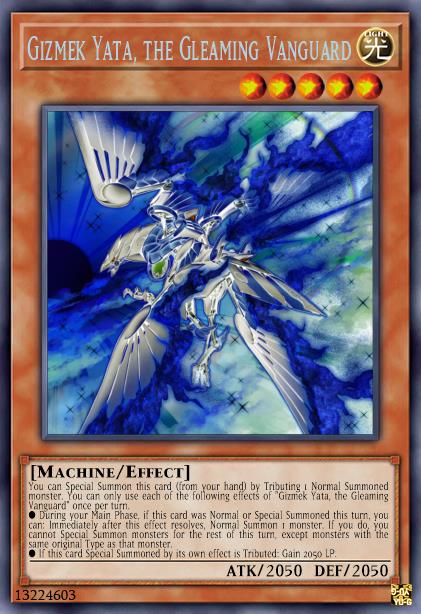 GIZMEK YATA, THE GLEAMING VANGUARD
LIGHT
光
[MACHINE/EFFECT]
You can Special Summon this card (from your hand) by Tributing 1 Normal Summoned
monster. You can only use each of the following effects of "Gizmek Yata, the Gleaming
Vanguard" once per turn.
● During your Main Phase, if this card was Normal or Special Summoned this turn, you
can: Immediately after this effect resolves, Normal Summon 1 monster. If you do, you
cannot Special Summon monsters for the rest of this turn, except monsters with the
same original Type as that monster.
● If this card Special Summoned by its own effect is Tributed: Gain 2050 LP.
ATK/2050 DEF/2050
13224603